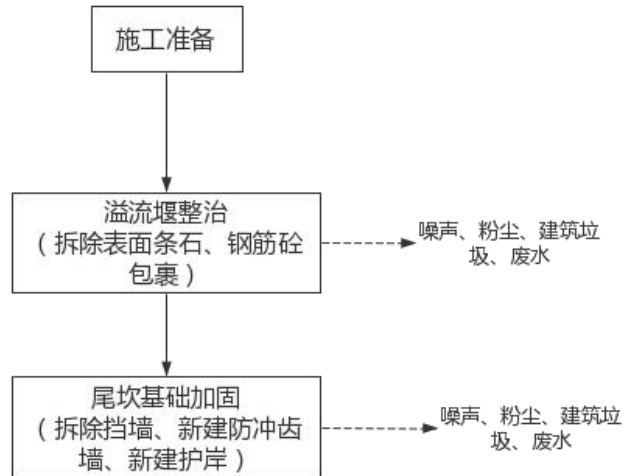 施工准备
溢流堰整治
（拆除表面条石、钢筋砼
包裹）
噪声、粉尘、建筑垃
圾、废水
尾坎基础加固
（拆除挡墙、新建防冲齿
墙、新建护岸）
噪声、粉尘、建筑垃
圾、废水